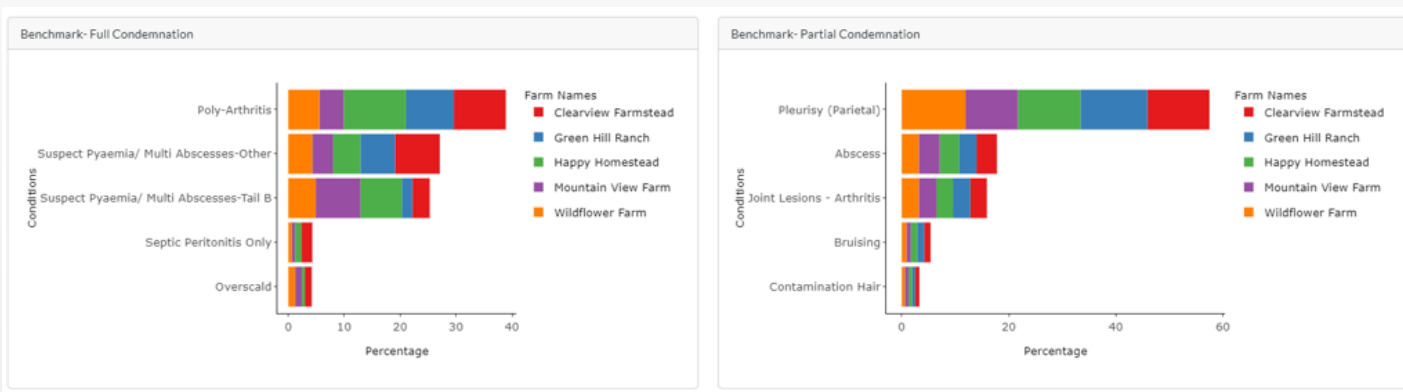 Benchmark- Full Condemnation
Farm Names
Poly-Arthritis
Clearview Farmstead
Green Hill Ranch
Suspect Pyaemia/ Multi Abscesses-Other
Happy Homestead
Conditions
Suspect Pyaemia/ Multi Abscesses-Tail B
Mountain View Farm
Wildflower Farm
Septic Peritonitis Only
Overscald
0 10 20 30 40
Percentage
Benchmark- Partial Condemnation
Farm Names
Pleurisy (Parietal)
Clearview Farmstead
Green Hill Ranch
Abscess
Happy Homestead
Conditions
Joint Lesions - Arthritis
Mountain View Farm
Wildflower Farm
Bruising
Contamination Hair
0 20 40 60
Percentage